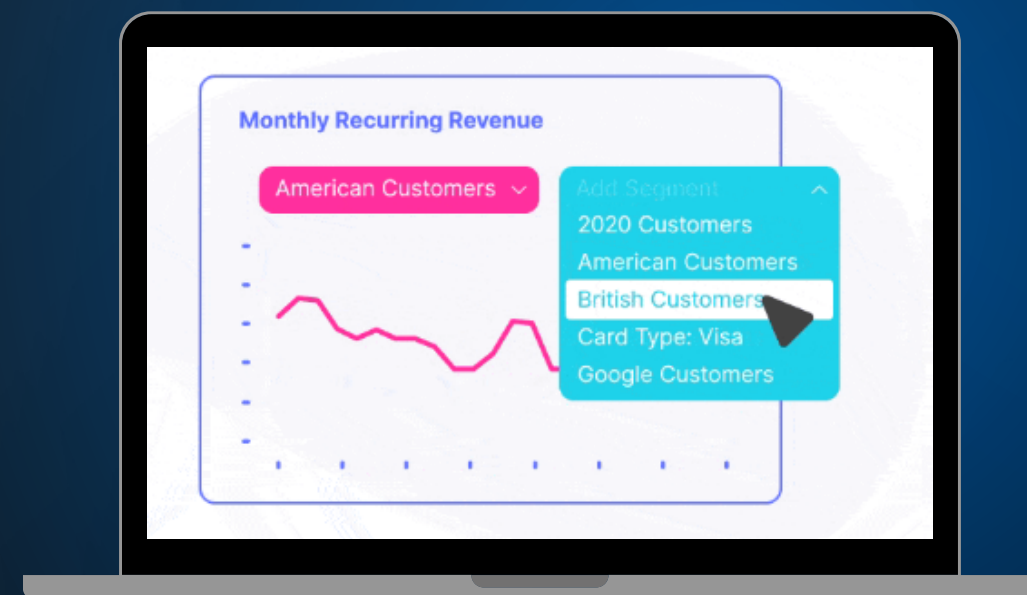 Monthly Recurring Revenue
American Customers
Add Segment
2020 Customers
American Customers
British Customers
Card Type: Visa
Google Customers